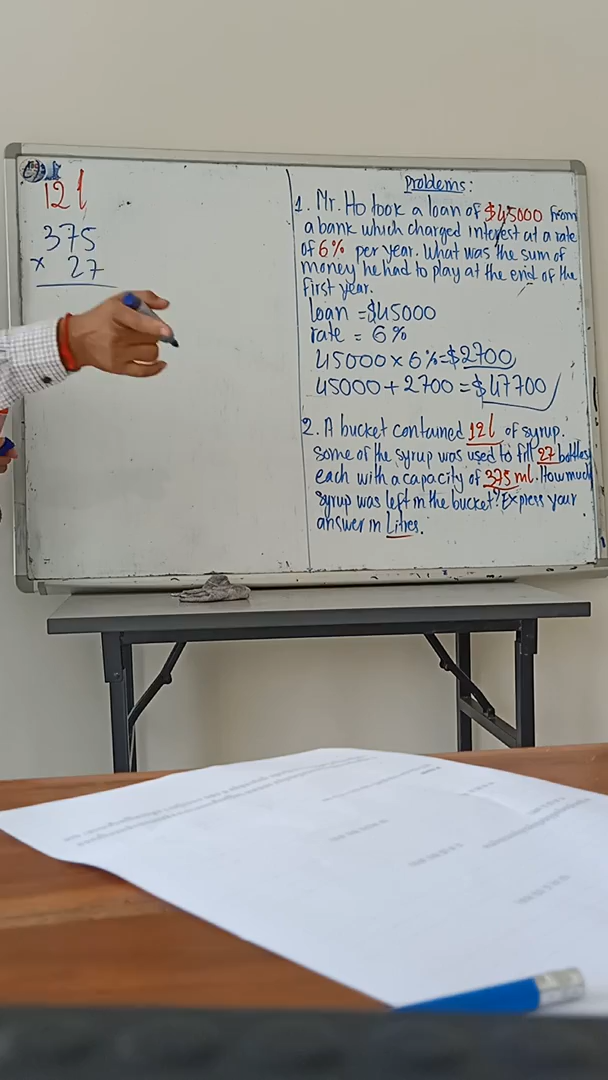 12 l
375
× 27
Problems:
1. Mr. Ho took a loan of $45000 from
a bank which charged interest at a rate
of 6% per year. What was the sum of
money he had to play at the end of the
first year.
loan = $45000
rate = 6%
45000 × 6% = $2700
45000 + 2700 = $47700
2. A bucket contained 12l of syrup.
some of the syrup was used to fill 27 bottles
each with a capacity of 375 ml. How much
syrup was left in the bucket? Express your
answer in Litres.